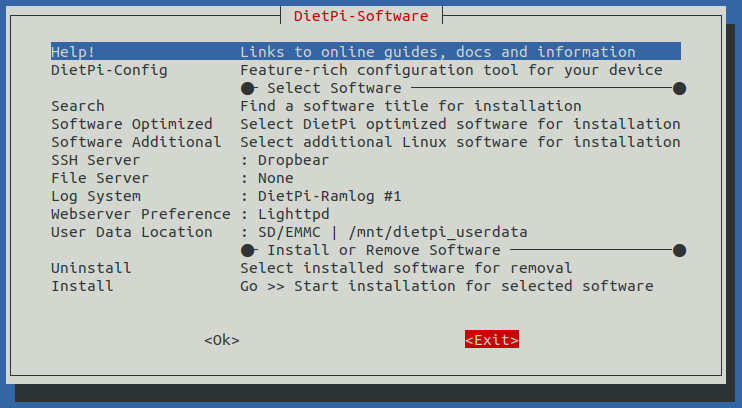 DietPi-Software
Help! Links to online guides, docs and information
DietPi-Config Feature-rich configuration tool for your device
Select Software
Search Find a software title for installation
Software Optimized Select DietPi optimized software for installation
Software Additional Select additional Linux software for installation
SSH Server : Dropbear
File Server : None
Log System : DietPi-Ramlog #1
Webserver Preference : Lighttpd
User Data Location : SD/EMMC | /mnt/dietpi_userdata
Install or Remove Software
Uninstall Select installed software for removal
Install Go >> Start installation for selected software
<Ok> <Exit>